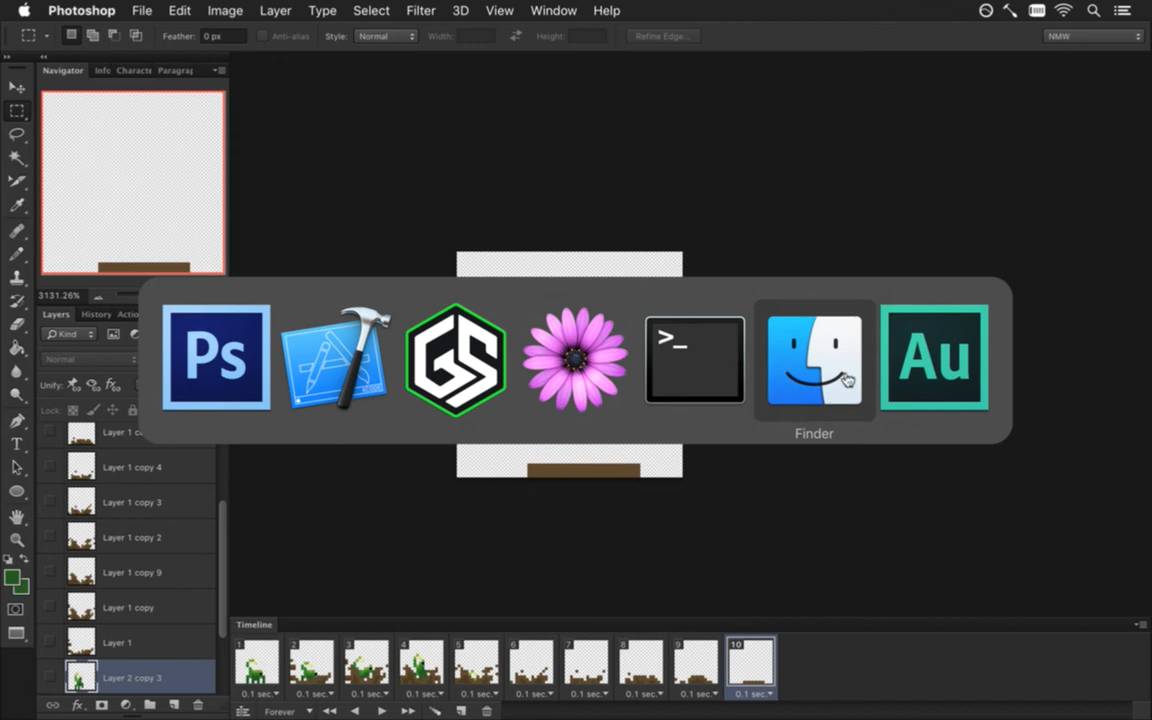 Photoshop File Edit Image Layer Type Select Filter 3D View Window Help
Feather: 0 px Anti-alias Style: Normal Width: Height: Refine Edge... NMW
Navigator Info Characte Paragrap
3131.26%
Layers History Actio
Kind
Normal
Unify:
Lock:
Layer 1 c
Layer 1 copy 4
Layer 1 copy 3
Layer 1 copy 2
Layer 1 copy 9
Layer 1 copy
Layer 1
Layer 2 copy 3
Ps
GS
>_
Au
Finder
Timeline
1 2 3 4 5 6 7 8 9 10
0.1 sec. 0.1 sec. 0.1 sec. 0.1 sec. 0.1 sec. 0.1 sec. 0.1 sec. 0.1 sec. 0.1 sec. 0.1 sec.
Forever